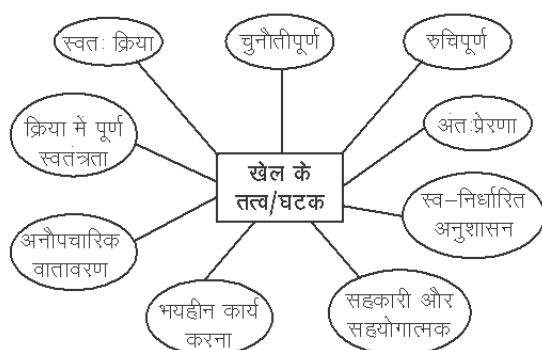 स्वतः क्रिया
चुनौतीपूर्ण
रुचिपूर्ण
क्रिया में पूर्ण
स्वतंत्रता
अंतःप्रेरणा
खेल के
तत्व/घटक
स्व–निर्धारित
अनुशासन
अनौपचारिक
वातावरण
भयहीन कार्य
करना
सहकारी और
सहयोगात्मक